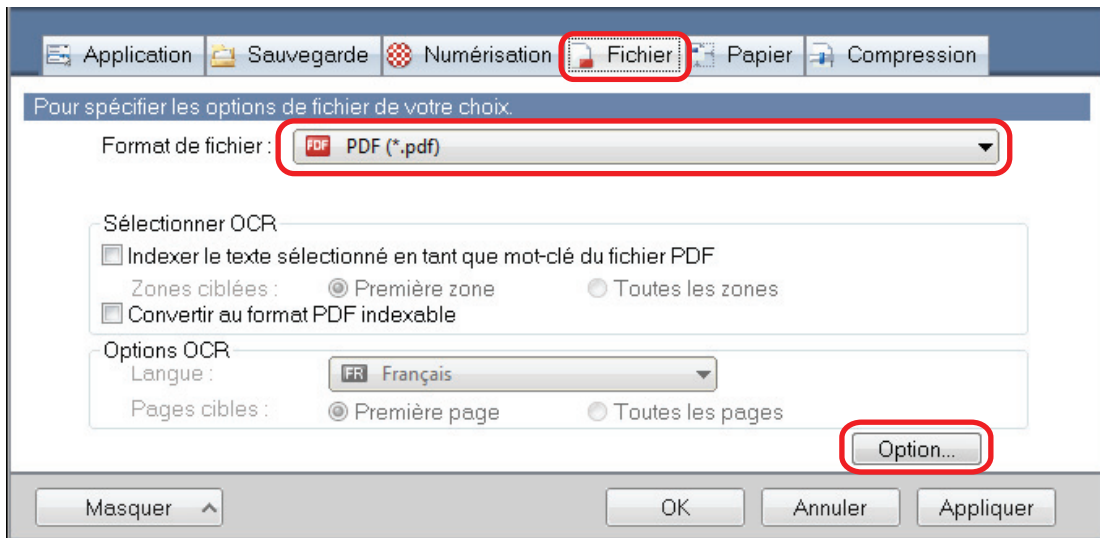 Application Sauvegarde Numérisation Fichier Papier Compression
Pour spécifier les options de fichier de votre choix.
Format de fichier : PDF PDF (*.pdf)
Sélectionner OCR
Indexer le texte sélectionné en tant que mot-clé du fichier PDF
Zones ciblées : Première zone Toutes les zones
Convertir au format PDF indexable
Options OCR
Langue : FR Français
Pages cibles : Première page Toutes les pages
Option...
Masquer OK Annuler Appliquer